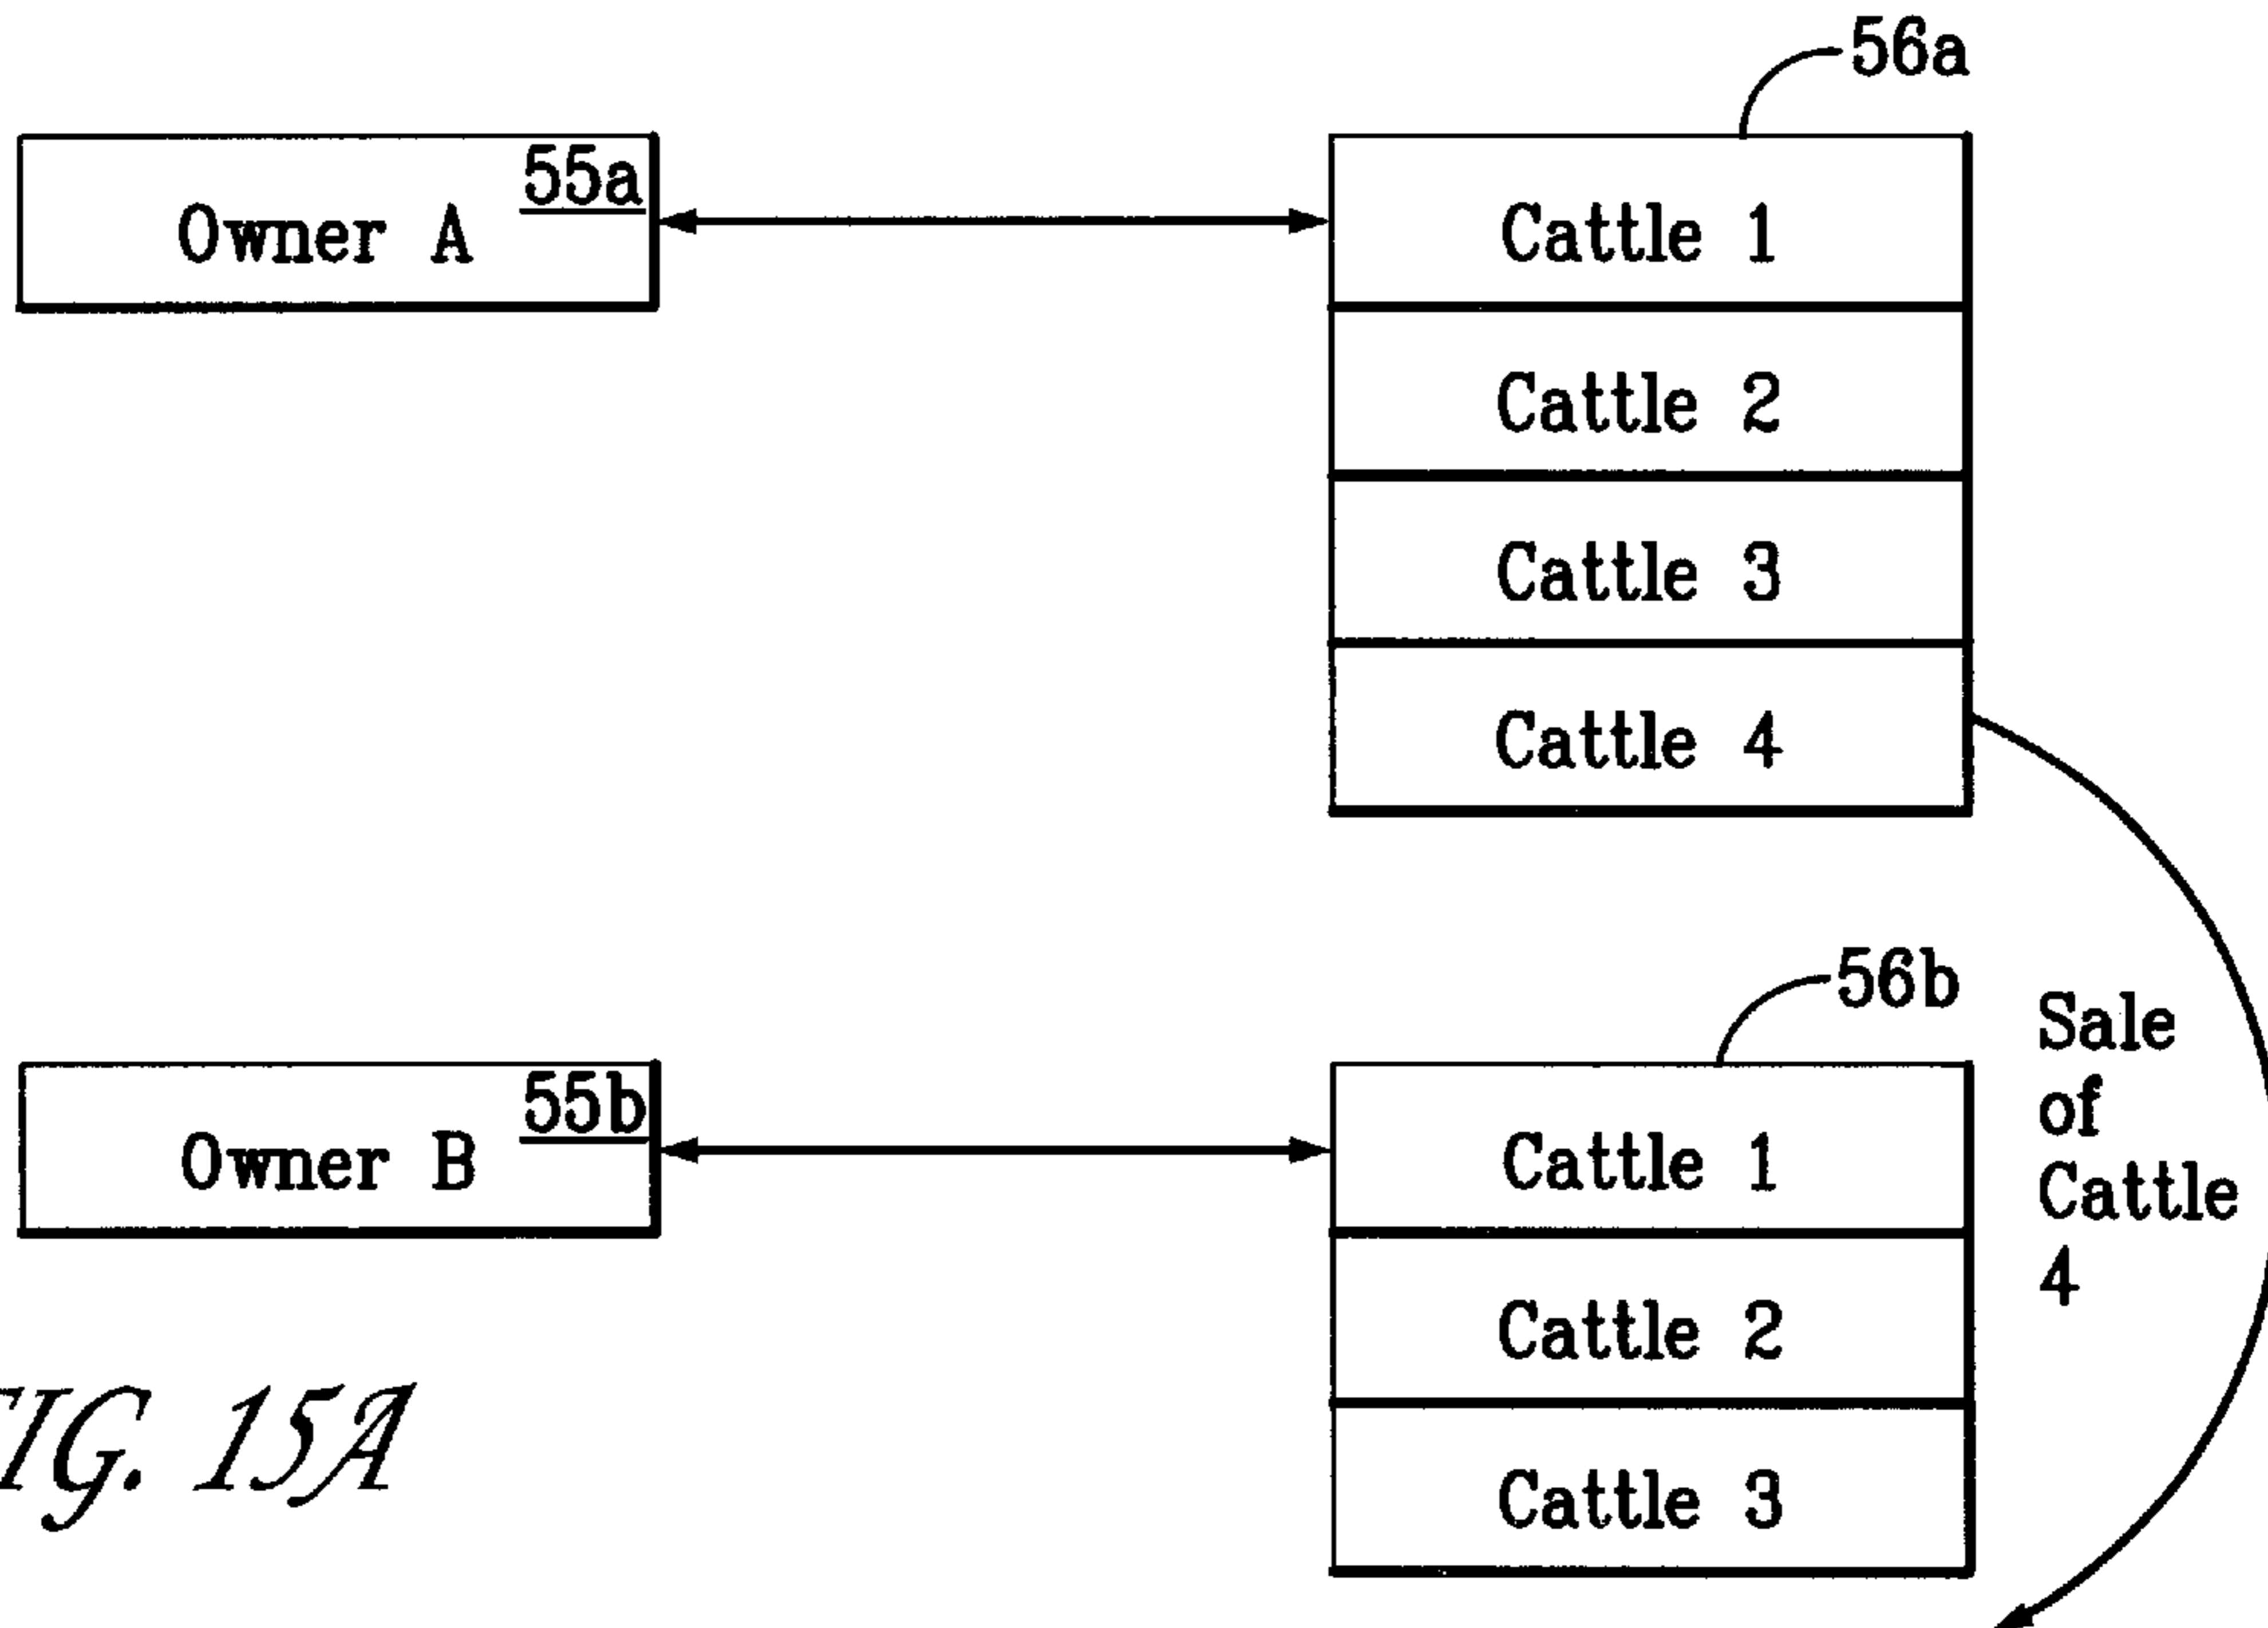 56a
55a
Owner A
Cattle 1
Cattle 2
Cattle 3
Cattle 4
56b
55b
Owner B
Cattle 1
Cattle 2
Cattle 3
Sale
of
Cattle
4
15A